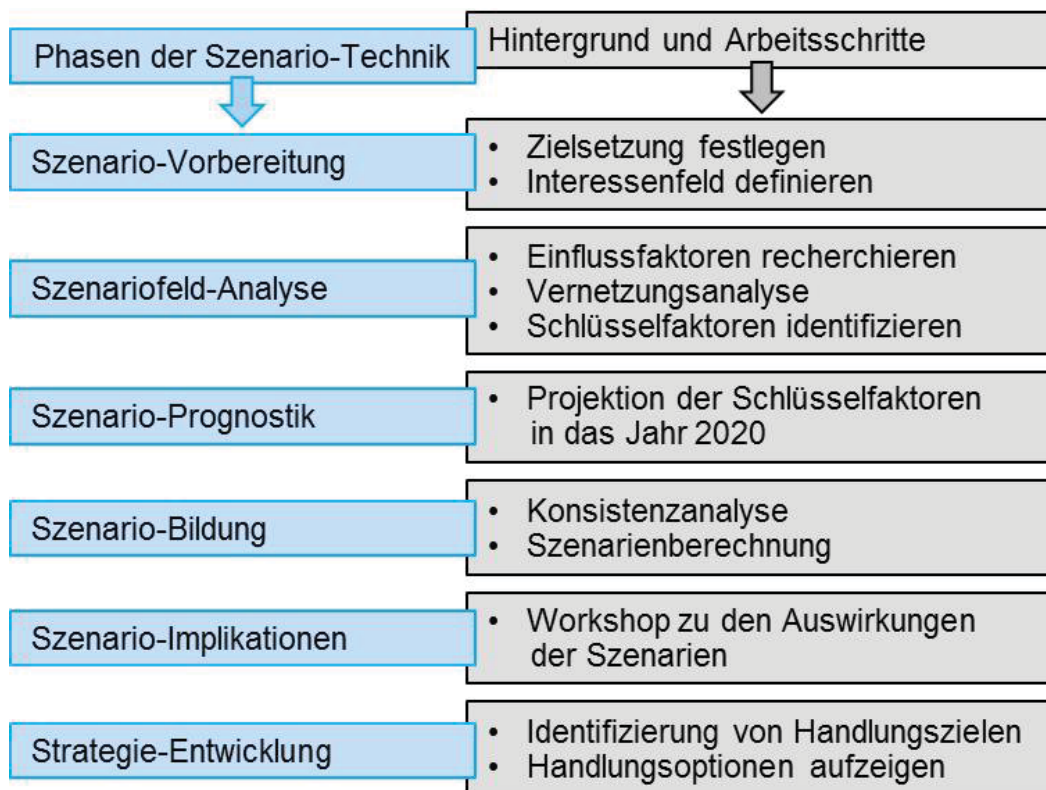 Phasen der Szenario-Technik
Hintergrund und Arbeitsschritte
Szenario-Vorbereitung
• Zielsetzung festlegen
• Interessenfeld definieren
Szenariofeld-Analyse
• Einflussfaktoren recherchieren
• Vernetzungsanalyse
• Schlüsselfaktoren identifizieren
Szenario-Prognostik
• Projektion der Schlüsselfaktoren
in das Jahr 2020
Szenario-Bildung
• Konsistenzanalyse
• Szenarienberechnung
Szenario-Implikationen
• Workshop zu den Auswirkungen
der Szenarien
Strategie-Entwicklung
• Identifizierung von Handlungszielen
• Handlungsoptionen aufzeigen